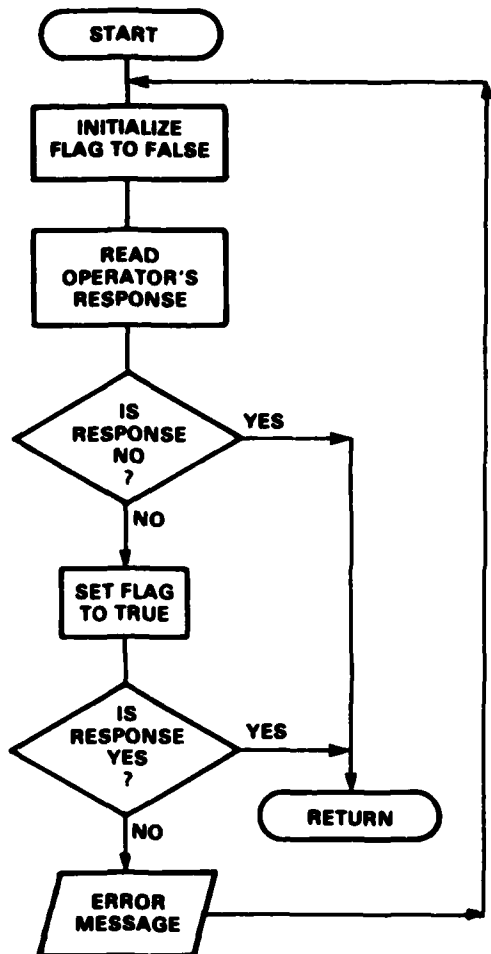 START
INITIALIZE
FLAG TO FALSE
READ
OPERATOR'S
RESPONSE
IS
RESPONSE
NO
?
YES
NO
SET FLAG
TO TRUE
IS
RESPONSE
YES
?
YES
RETURN
NO
ERROR
MESSAGE